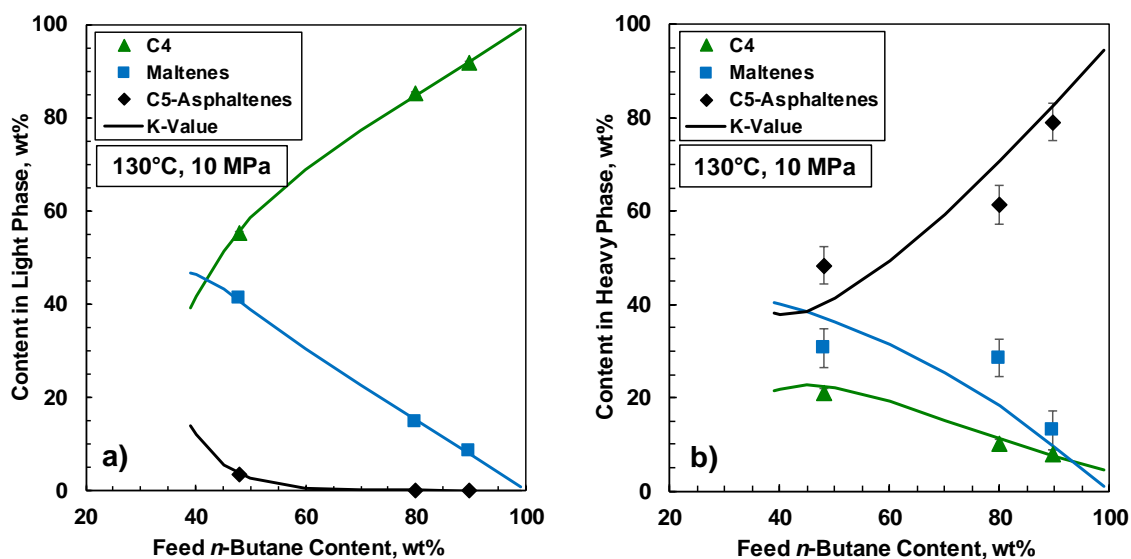 100
80
60
40
20
0
20 40 60 80 100
Content in Light Phase, wt%
Feed n-Butane Content, wt%
C4
Maltenes
C5-Asphaltenes
K-Value
130°C, 10 MPa
a)
100
80
60
40
20
0
20 40 60 80 100
Content in Heavy Phase, wt%
Feed n-Butane Content, wt%
C4
Maltenes
C5-Asphaltenes
K-Value
130°C, 10 MPa
b)